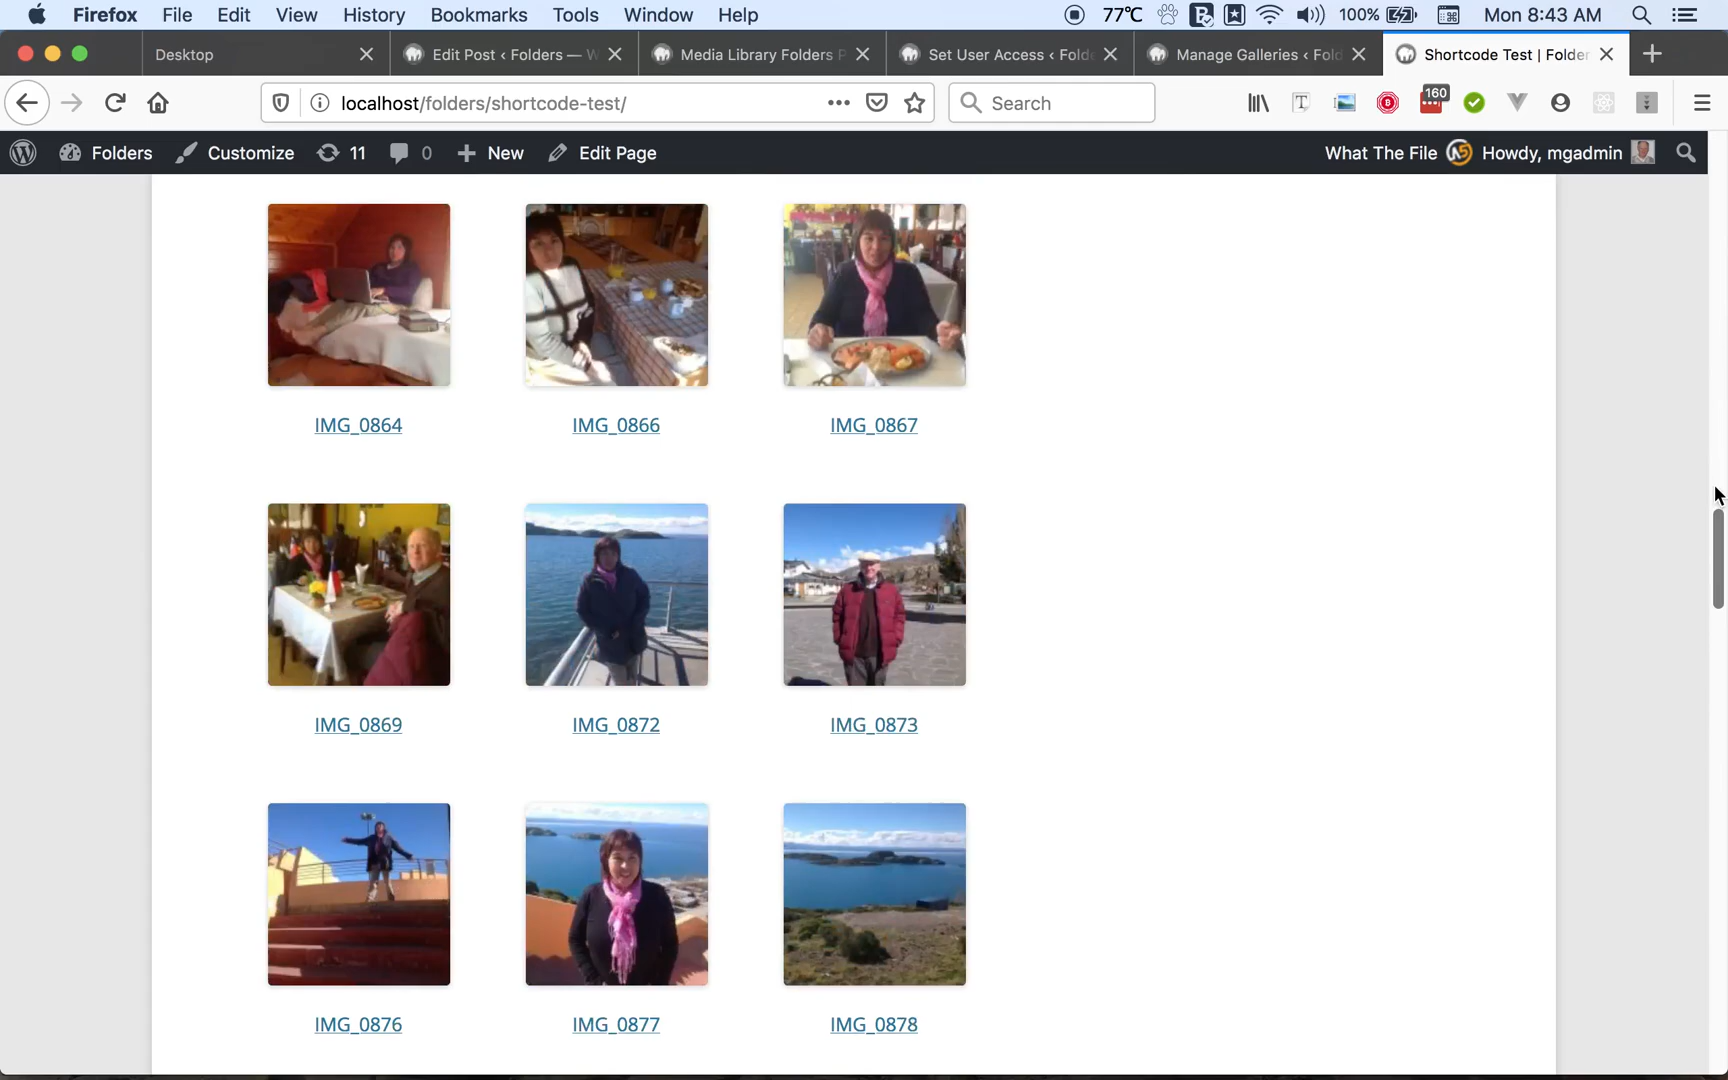 Firefox File Edit View History Bookmarks Tools Window Help 77°C 100% Mon 8:43 AM
Desktop Edit Post ‹ Folders — W Media Library Folders P Set User Access ‹ Folde Manage Galleries ‹ Fold Shortcode Test | Folder
localhost/folders/shortcode-test/ Search 160
Folders Customize 11 0 New Edit Page What The File Howdy, mgadmin
IMG_0864 IMG_0866 IMG_0867
IMG_0869 IMG_0872 IMG_0873
IMG_0876 IMG_0877 IMG_0878